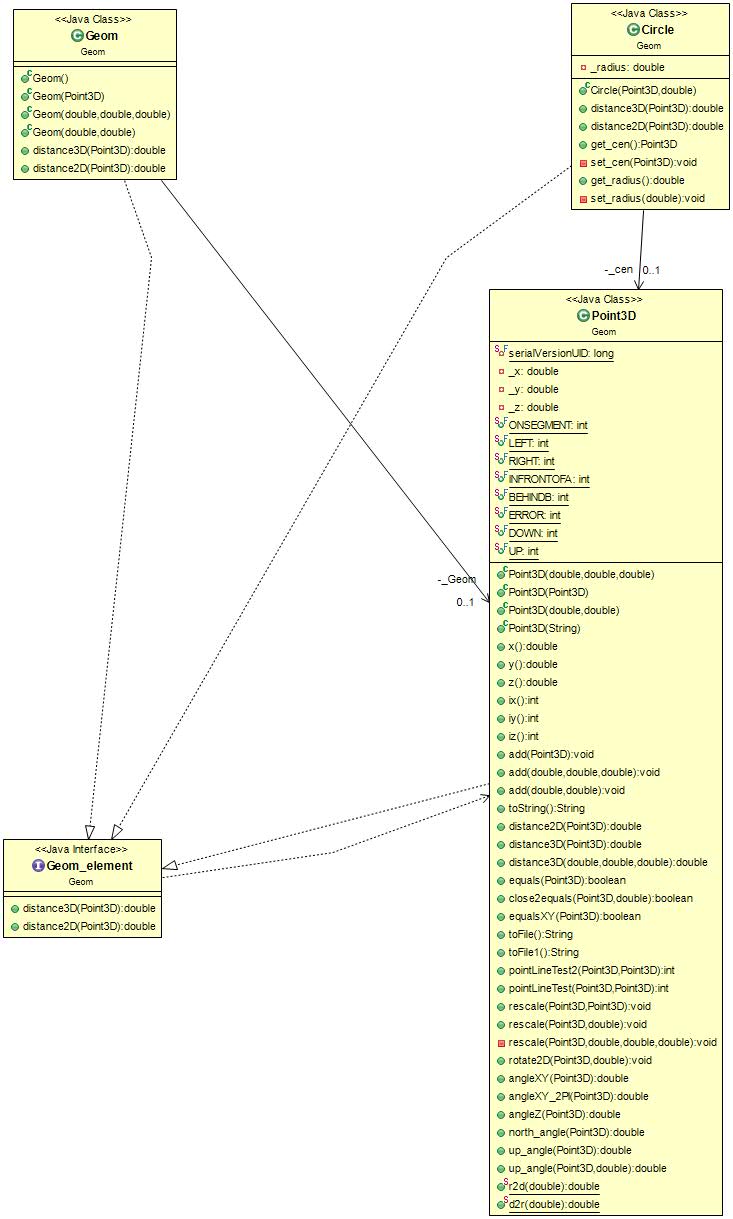 <<Java Class>>
Geom
Geom
Geom()
Geom(Point3D)
Geom(double,double,double)
Geom(double,double)
distance3D(Point3D):double
distance2D(Point3D):double
<<Java Class>>
Circle
Geom
_radius: double
Circle(Point3D,double)
distance3D(Point3D):double
distance2D(Point3D):double
get_cen():Point3D
set_cen(Point3D):void
get_radius():double
set_radius(double):void
-_cen 0..1
<<Java Class>>
Point3D
Geom
serialVersionUID: long
_x: double
_y: double
_z: double
ONSEGMENT: int
LEFT: int
RIGHT: int
INFRONTOFA: int
BEHINDB: int
ERROR: int
DOWN: int
UP: int
Point3D(double,double,double)
Point3D(Point3D)
Point3D(double,double)
Point3D(String)
x():double
y():double
z():double
ix():int
iy():int
iz():int
add(Point3D):void
add(double,double,double):void
add(double,double):void
toString():String
distance2D(Point3D):double
distance3D(Point3D):double
distance3D(double,double,double):double
equals(Point3D):boolean
close2equals(Point3D,double):boolean
equalsXY(Point3D):boolean
toFile():String
toFile1():String
pointLineTest2(Point3D,Point3D):int
pointLineTest(Point3D,Point3D):int
rescale(Point3D,Point3D):void
rescale(Point3D,double):void
rescale(Point3D,double,double,double):void
rotate2D(Point3D,double):void
angleXY(Point3D):double
angleXY_2PI(Point3D):double
angleZ(Point3D):double
north_angle(Point3D):double
up_angle(Point3D):double
up_angle(Point3D,double):double
r2d(double):double
d2r(double):double
-_Geom
0..1
<<Java Interface>>
Geom_element
Geom
distance3D(Point3D):double
distance2D(Point3D):double